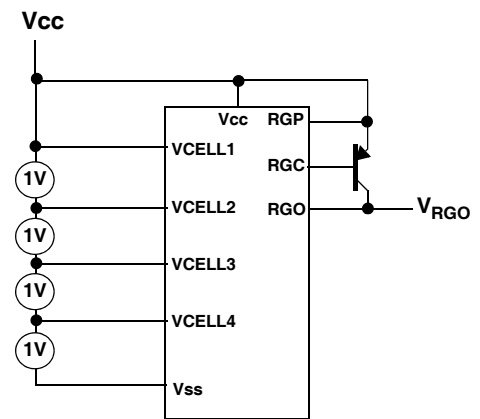 Vcc
Vcc
RGP
VCELL1
RGC
1V
VCELL2
RGO
VRGO
1V
VCELL3
1V
VCELL4
1V
Vss